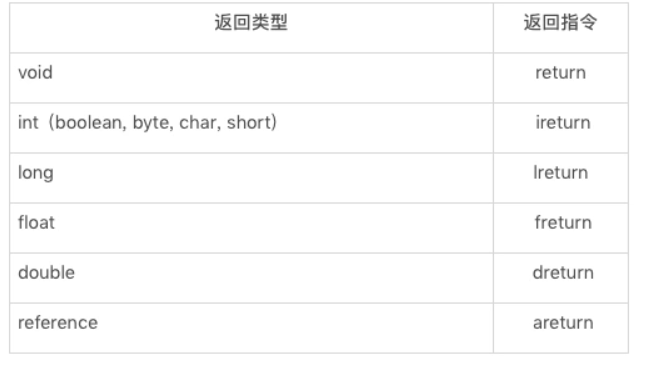 返回类型 返回指令
void return
int（boolean, byte, char, short） ireturn
long lreturn
float freturn
double dreturn
reference areturn